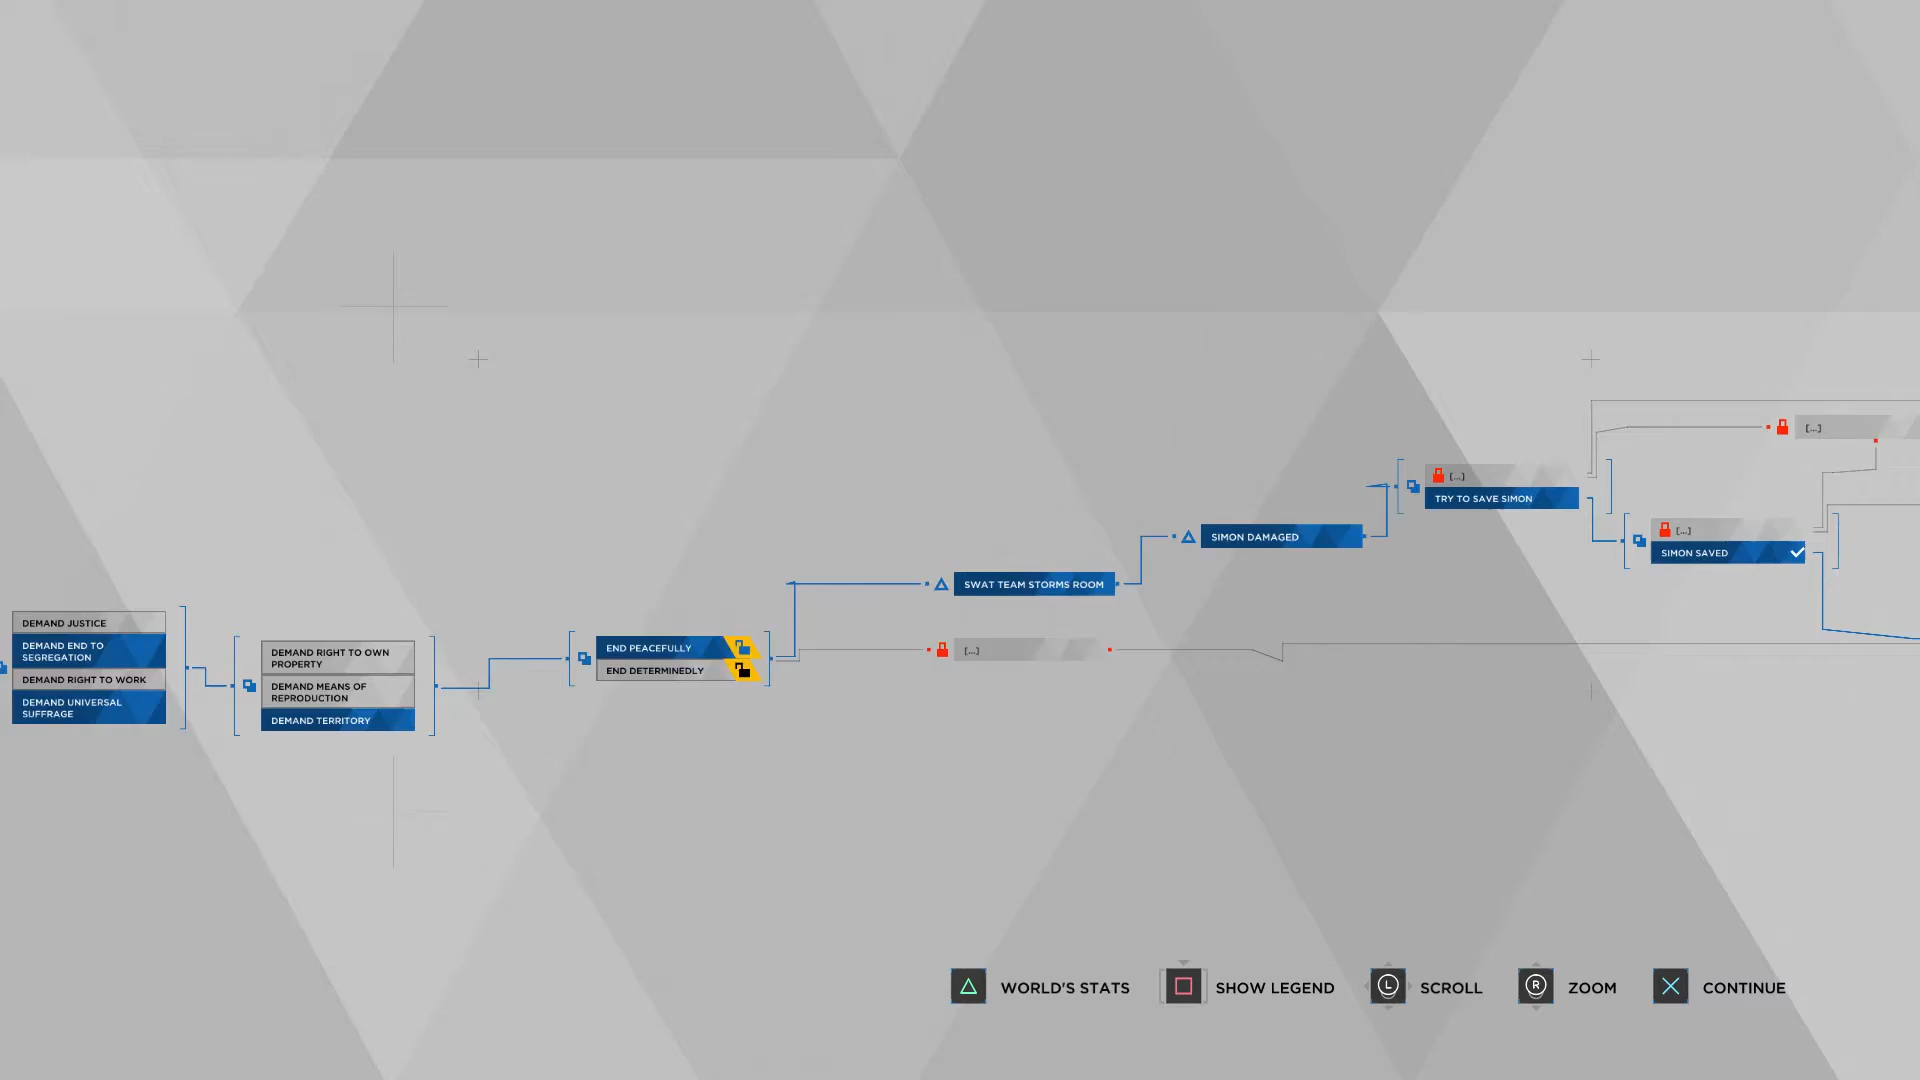 DEMAND JUSTICE
DEMAND END TO
SEGREGATION
DEMAND RIGHT TO WORK
DEMAND UNIVERSAL
SUFFRAGE
DEMAND RIGHT TO OWN
PROPERTY
DEMAND MEANS OF
REPRODUCTION
DEMAND TERRITORY
END PEACEFULLY
END DETERMINEDLY
SWAT TEAM STORMS ROOM
[...]
SIMON DAMAGED
[...]
TRY TO SAVE SIMON
[...]
SIMON SAVED
[...]
WORLD'S STATS
SHOW LEGEND
L
SCROLL
R
ZOOM
CONTINUE